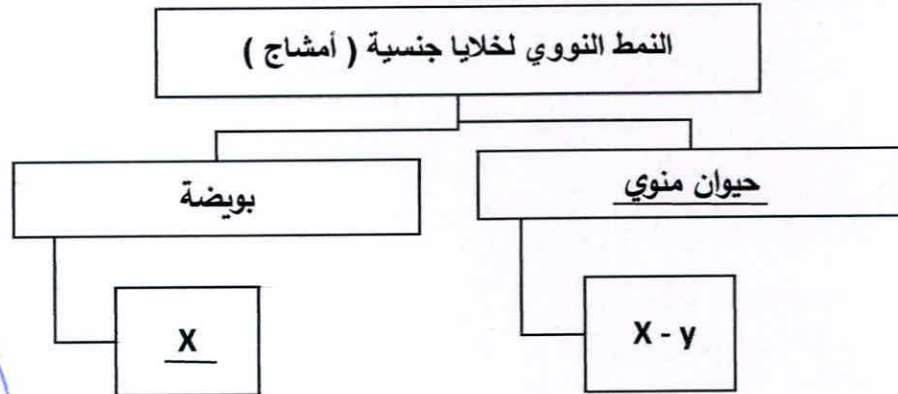 النمط النووي لخلايا جنسية ( أمشاج )
حيوان منوي
بويضة
X - y
X